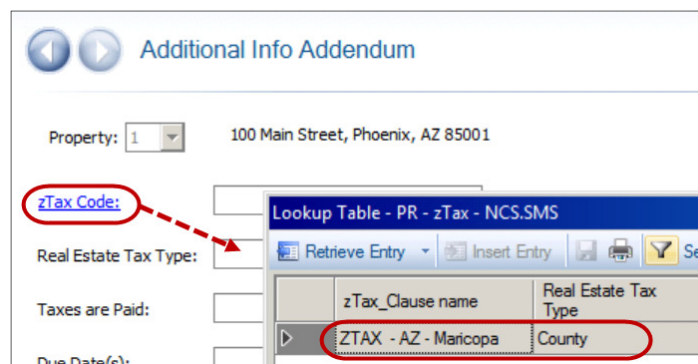 Additional Info Addendum
Property: 1 100 Main Street, Phoenix, AZ 85001
zTax Code:
Lookup Table - PR - zTax - NCS.SMS
Real Estate Tax Type:
Retrieve Entry Insert Entry
zTax_Clause name Real Estate Tax Type
Taxes are Paid:
ZTAX - AZ - Maricopa County
Due Date(s):